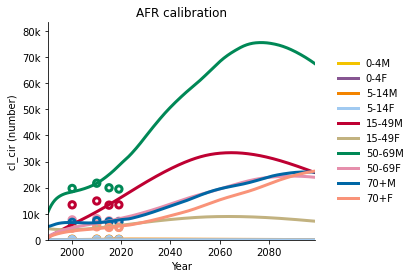 AFR calibration
80k
70k
60k
50k
40k
30k
20k
10k
0
cl_cir (number)
2000 2020 2040 2060 2080
Year
0-4M
0-4F
5-14M
5-14F
15-49M
15-49F
50-69M
50-69F
70+M
70+F